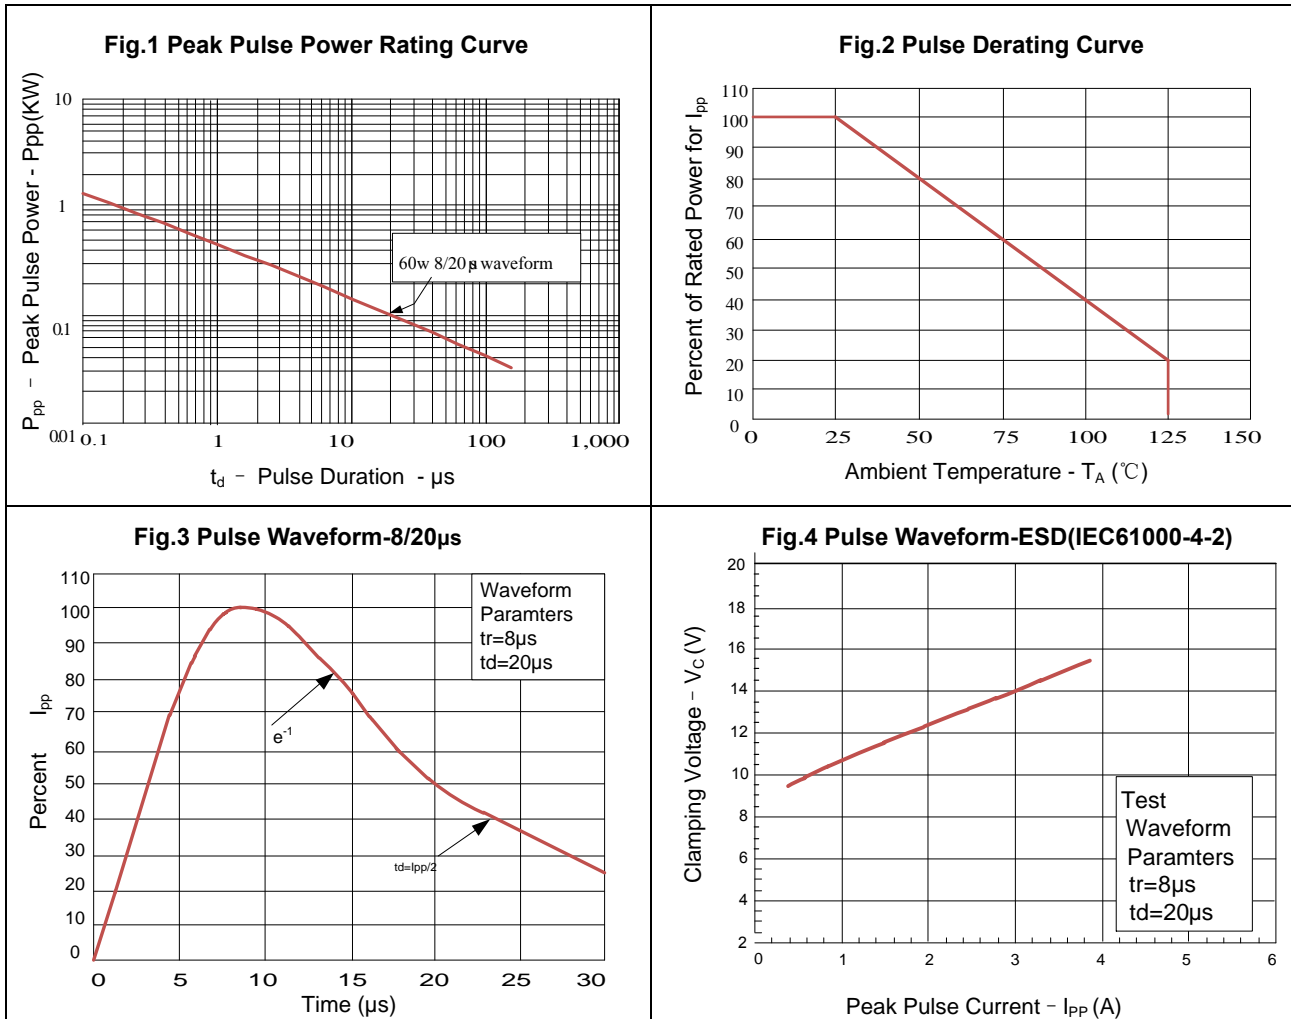 Fig.1 Peak Pulse Power Rating Curve
Ppp – Peak Pulse Power - Ppp(KW)
10
1
0.1
0.01
60w 8/20μs waveform
0.1 1 10 100 1,000
td – Pulse Duration - μs
Fig.2 Pulse Derating Curve
Percent of Rated Power for Ipp
110
100
90
80
70
60
50
40
30
20
10
0
0 25 50 75 100 125 150
Ambient Temperature - TA (℃)
Fig.3 Pulse Waveform-8/20μs
Percent Ipp
110
100
90
80
70
60
50
40
30
20
10
0
Waveform
Paramters
tr=8μs
td=20μs
e-1
td=Ipp/2
0 5 10 15 20 25 30
Time (μs)
Fig.4 Pulse Waveform-ESD(IEC61000-4-2)
Clamping Voltage – VC (V)
20
18
16
14
12
10
8
6
4
2
Test
Waveform
Paramters
tr=8μs
td=20μs
0 1 2 3 4 5 6
Peak Pulse Current – IPP (A)